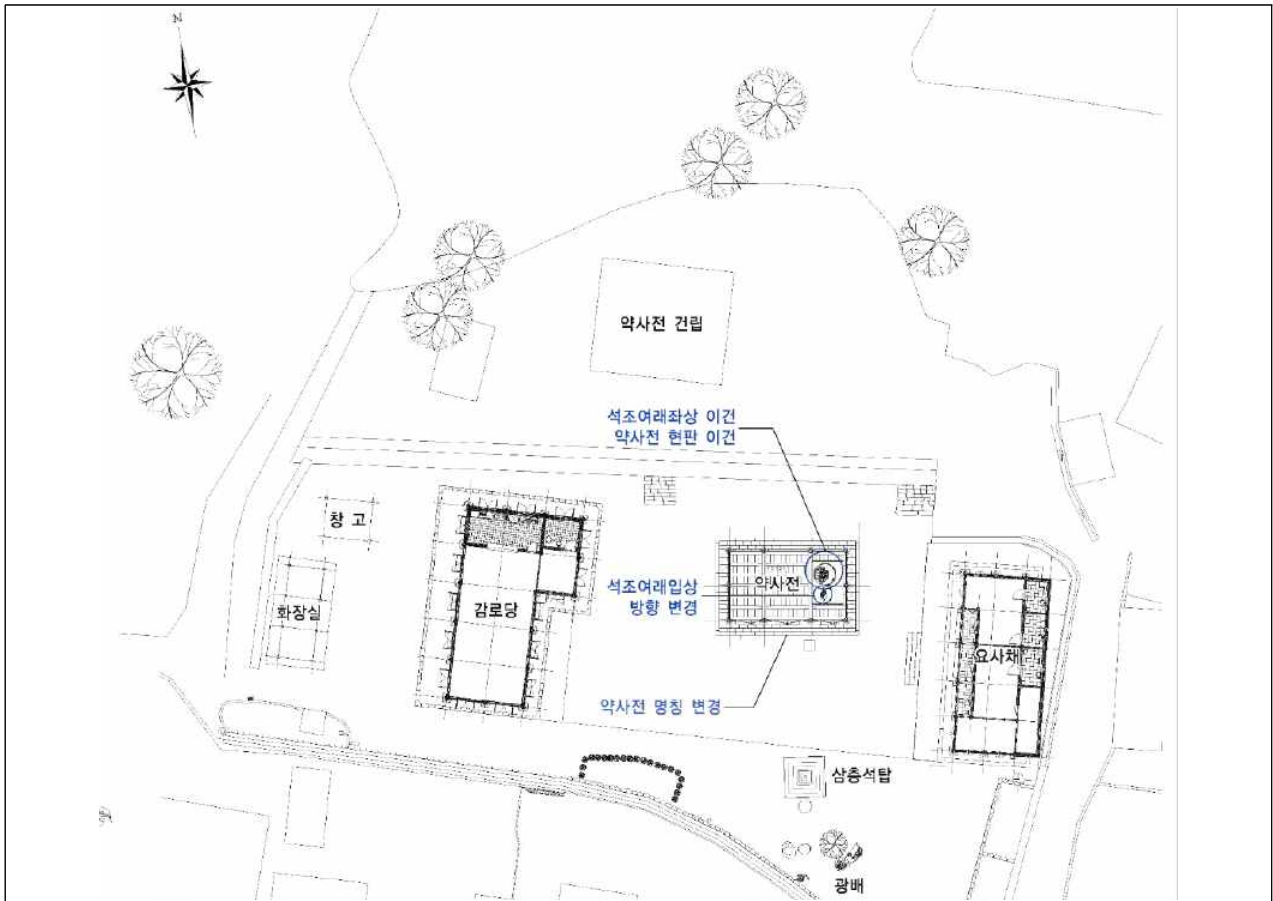 N
약사전 건립
석조여래좌상 이건
약사전 현판 이건
창 고
약사전
석조여래입상
방향 변경
화장실
감로당
요사채
약사전 명칭 변경
삼층석탑
광배